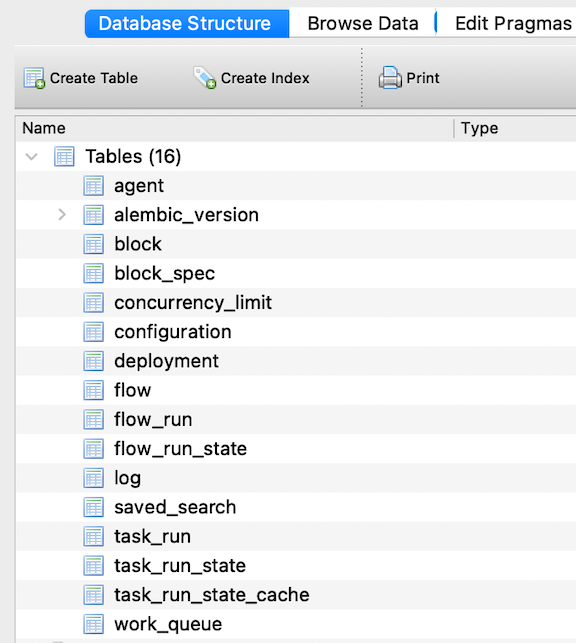 Database Structure Browse Data Edit Pragmas
Create Table Create Index Print
Name Type
Tables (16)
agent
alembic_version
block
block_spec
concurrency_limit
configuration
deployment
flow
flow_run
flow_run_state
log
saved_search
task_run
task_run_state
task_run_state_cache
work_queue